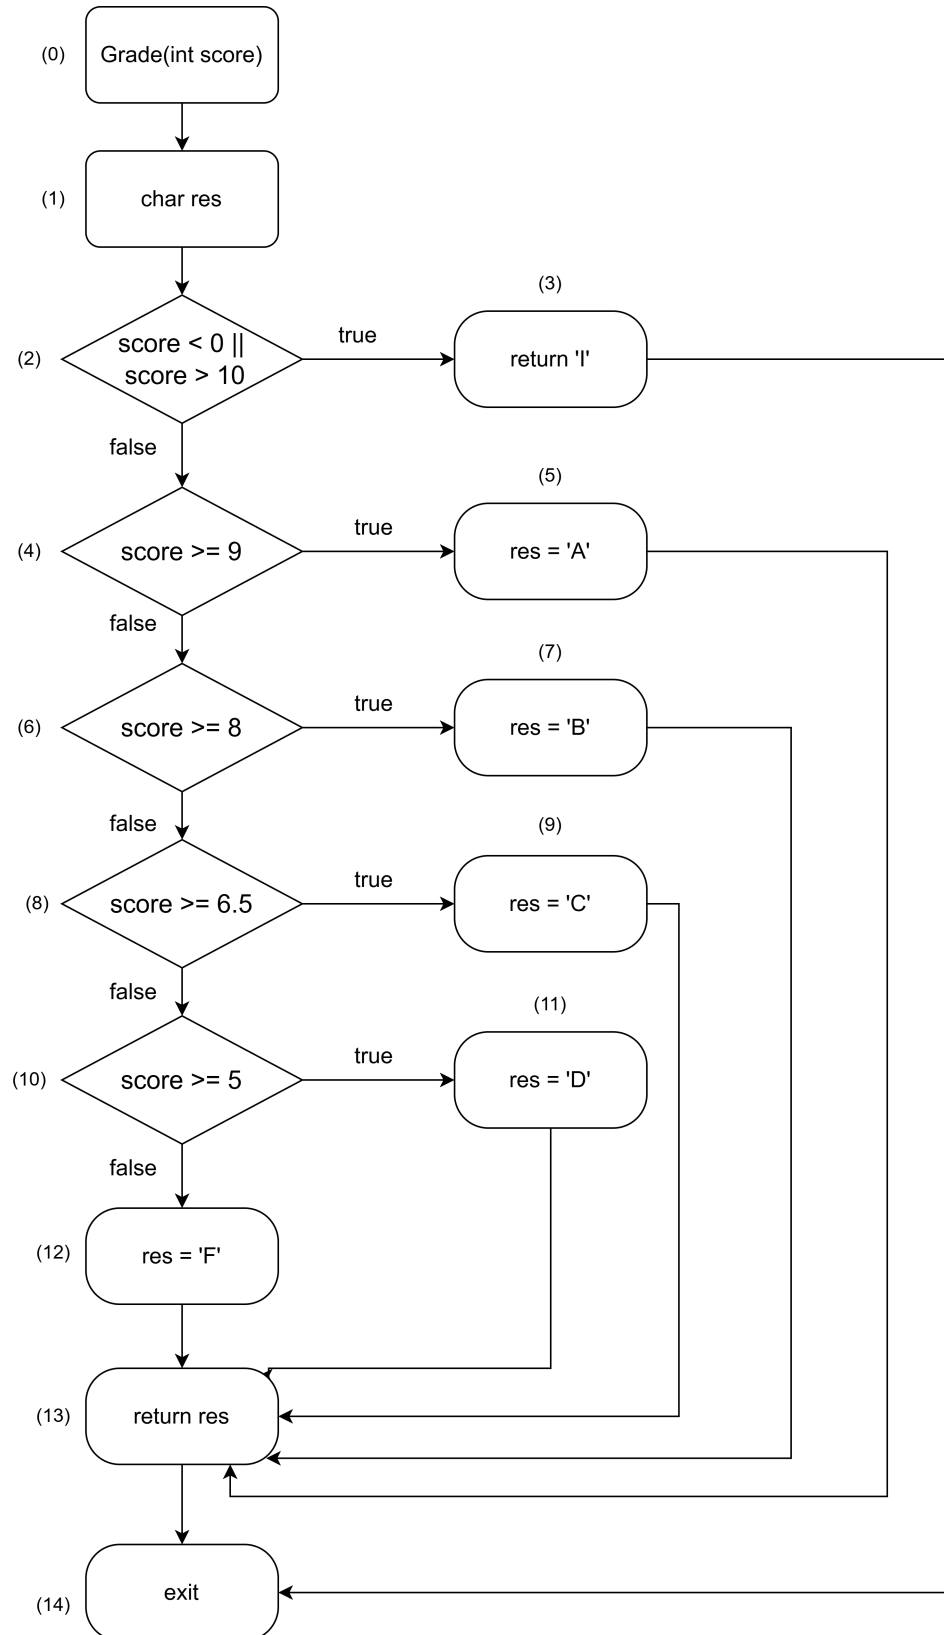 (0)
Grade(int score)
(1)
char res
(2)
score < 0 ||
score > 10
true
(3)
return 'I'
false
(4)
score >= 9
true
(5)
res = 'A'
false
(6)
score >= 8
true
(7)
res = 'B'
false
(8)
score >= 6.5
true
(9)
res = 'C'
false
(10)
score >= 5
true
(11)
res = 'D'
false
(12)
res = 'F'
(13)
return res
(14)
exit